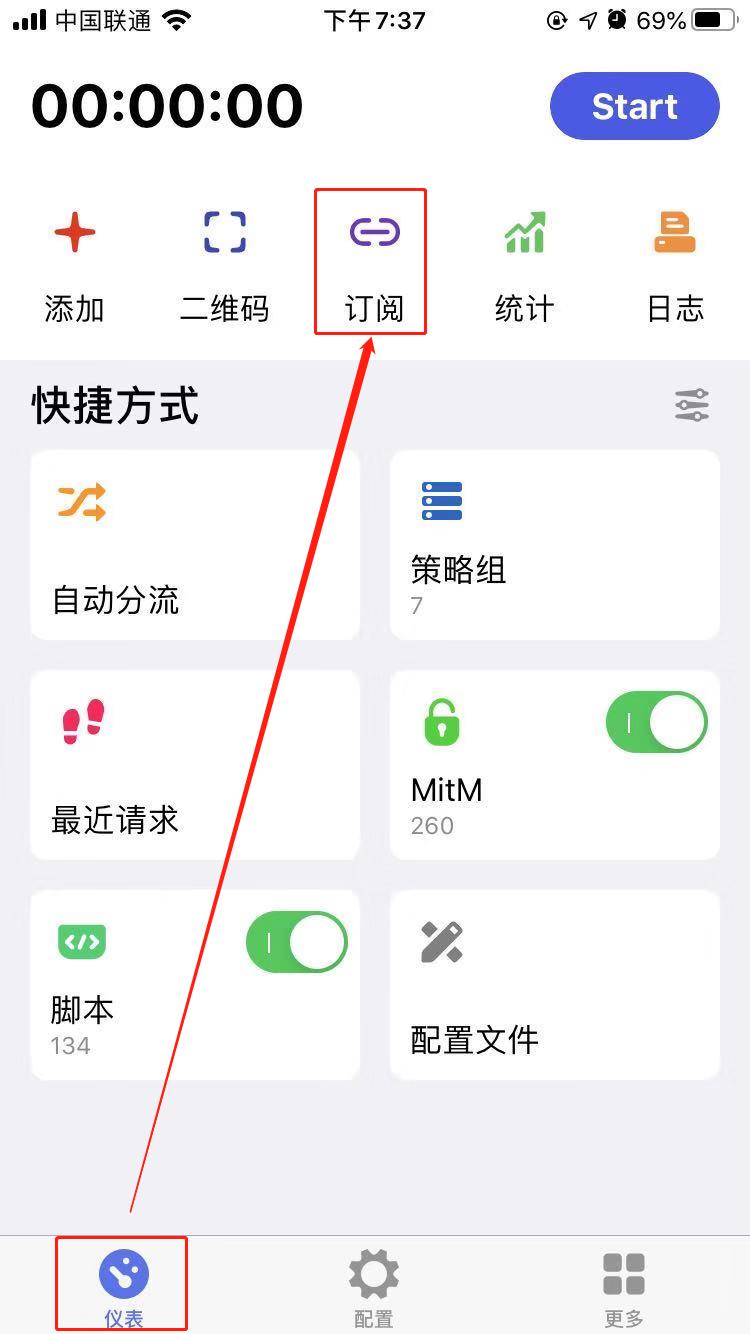 中国联通 下午7:37 69%
00:00:00 Start
添加 二维码 订阅 统计 日志
快捷方式
自动分流
策略组
7
最近请求
MitM
260
脚本
134
配置文件
仪表 配置 更多